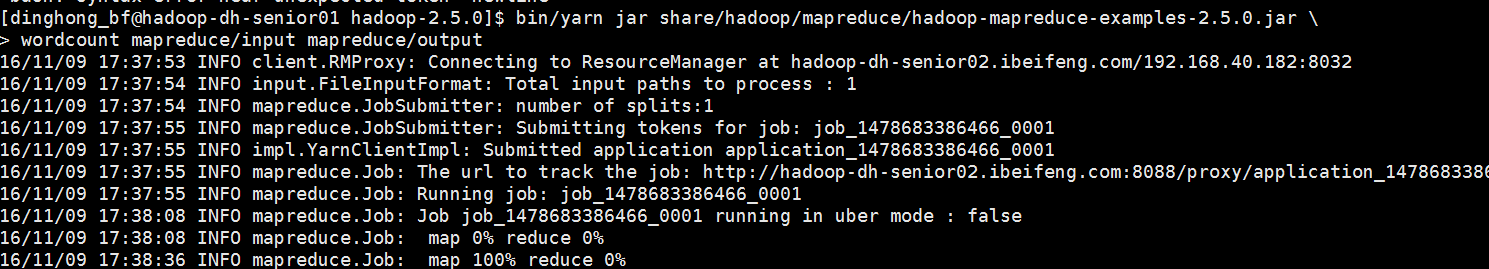 [dinghong_bf@hadoop-dh-senior01 hadoop-2.5.0]$ bin/yarn jar share/hadoop/mapreduce/hadoop-mapreduce-examples-2.5.0.jar \
> wordcount mapreduce/input mapreduce/output
16/11/09 17:37:53 INFO client.RMProxy: Connecting to ResourceManager at hadoop-dh-senior02.ibeifeng.com/192.168.40.182:8032
16/11/09 17:37:54 INFO input.FileInputFormat: Total input paths to process : 1
16/11/09 17:37:54 INFO mapreduce.JobSubmitter: number of splits:1
16/11/09 17:37:55 INFO mapreduce.JobSubmitter: Submitting tokens for job: job_1478683386466_0001
16/11/09 17:37:55 INFO impl.YarnClientImpl: Submitted application application_1478683386466_0001
16/11/09 17:37:55 INFO mapreduce.Job: The url to track the job: http://hadoop-dh-senior02.ibeifeng.com:8088/proxy/application_1478683386
16/11/09 17:37:55 INFO mapreduce.Job: Running job: job_1478683386466_0001
16/11/09 17:38:08 INFO mapreduce.Job: Job job_1478683386466_0001 running in uber mode : false
16/11/09 17:38:08 INFO mapreduce.Job:  map 0% reduce 0%
16/11/09 17:38:36 INFO mapreduce.Job:  map 100% reduce 0%